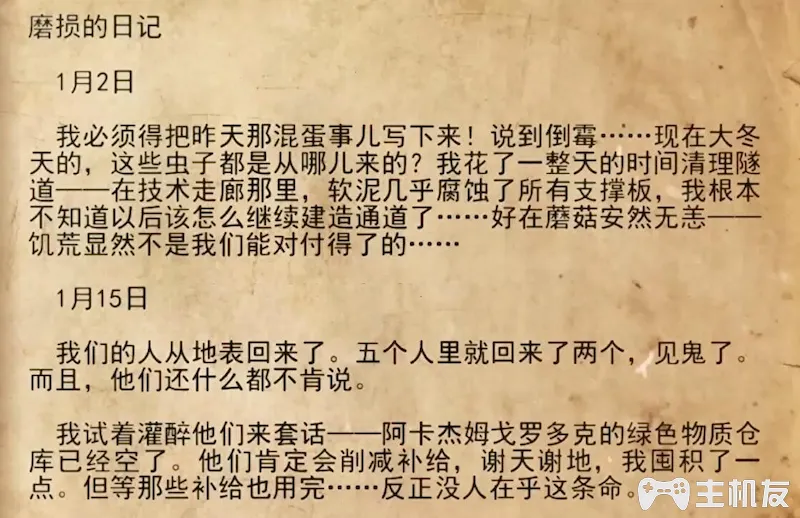 磨损的日记
1月2日
我必须得把昨天那混蛋事儿写下来！说到倒霉……现在大冬
天的，这些虫子都是从哪儿来的？我花了一整天的时间清理隧
道——在技术走廊那里，软泥几乎腐蚀了所有支撑板，我根本
不知道以后该怎么继续建造通道了……好在蘑菇安然无恙——
饥荒显然不是我们能对付得了的……
1月15日
我们的人从地表回来了。五个人里就回来了两个，见鬼了。
而且，他们还什么都不肯说。
我试着灌醉他们来套话——阿卡杰姆戈罗多克的绿色物质仓
库已经空了。他们肯定会削减补给，谢天谢地，我囤积了一
点。但等那些补给也用完……反正没人在乎这条命。
主机友